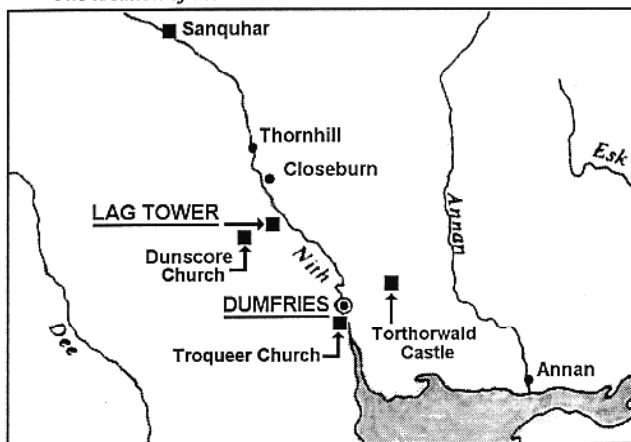 Sanquhar
Thornhill
Closeburn
Esk
LAG TOWER
Annan
Dunscore
Church
Nith
DUMFRIES
Torthorwald
Castle
Dee
Troqueer Church
Annan